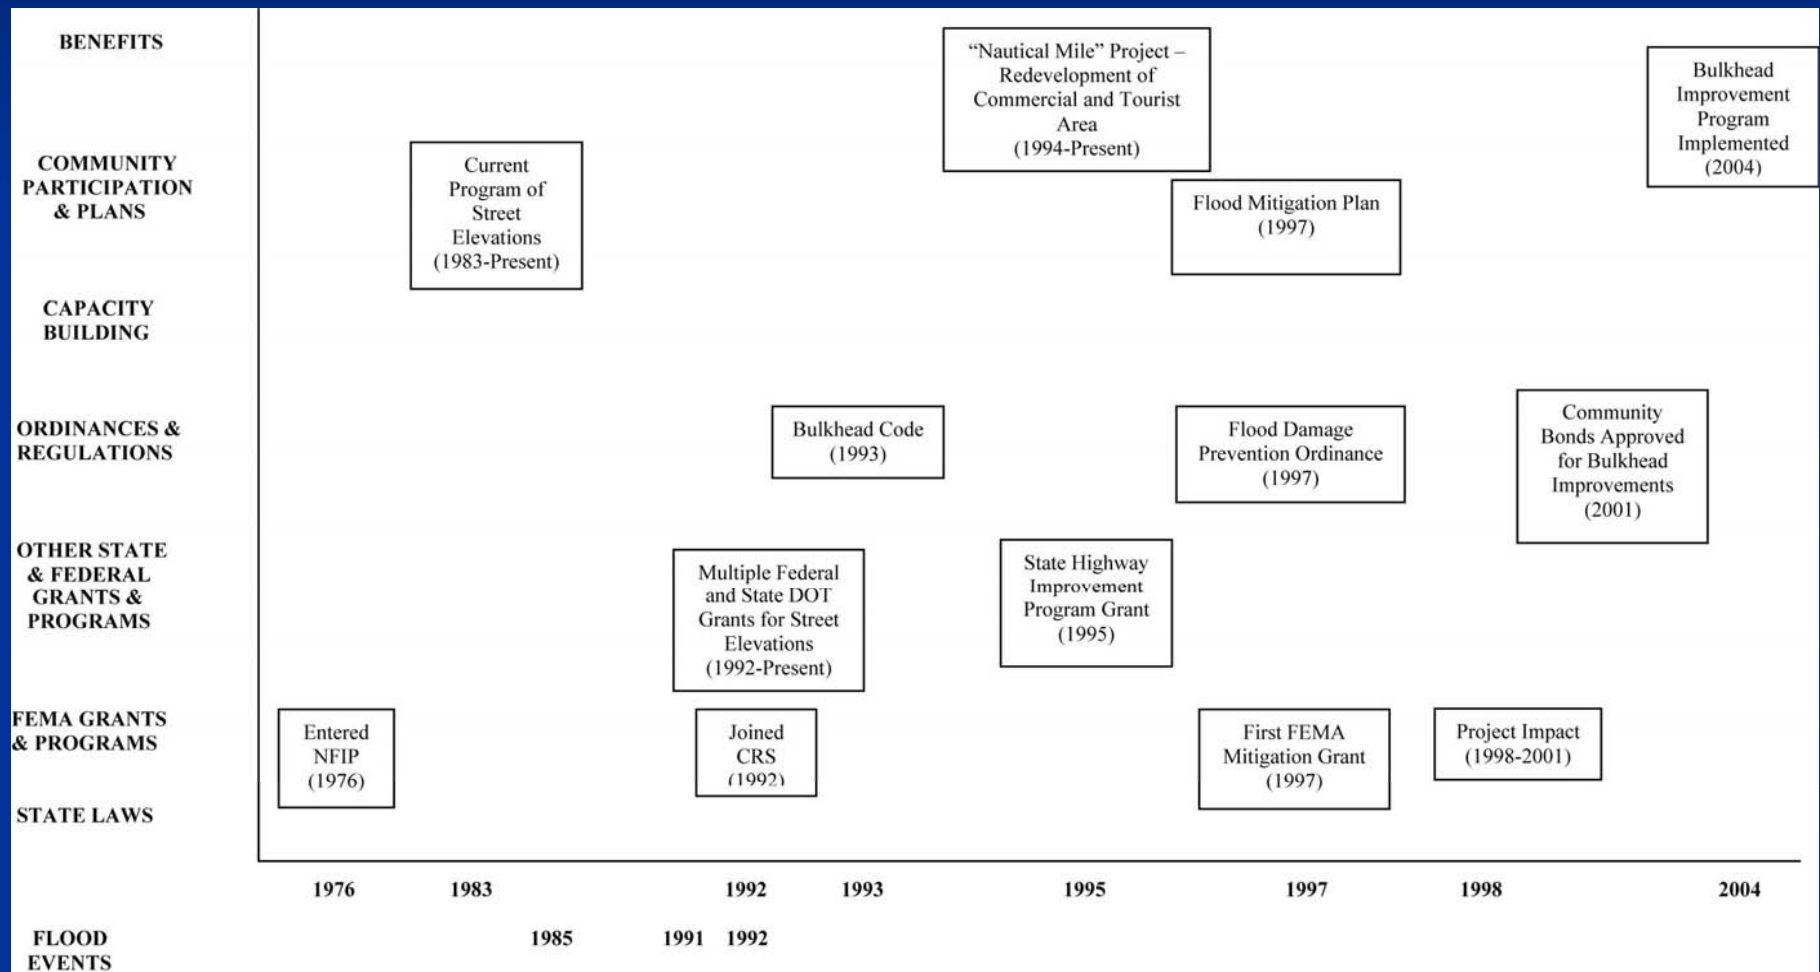 BENEFITS
COMMUNITY
PARTICIPATION
& PLANS
CAPACITY
BUILDING
ORDINANCES &
REGULATIONS
OTHER STATE
& FEDERAL
GRANTS &
PROGRAMS
FEMA GRANTS
& PROGRAMS
STATE LAWS
“Nautical Mile” Project –
Redevelopment of
Commercial and Tourist
Area
(1994-Present)
Bulkhead
Improvement
Program
Implemented
(2004)
Current
Program of
Street
Elevations
(1983-Present)
Flood Mitigation Plan
(1997)
Bulkhead Code
(1993)
Flood Damage
Prevention Ordinance
(1997)
Community
Bonds Approved
for Bulkhead
Improvements
(2001)
Multiple Federal
and State DOT
Grants for Street
Elevations
(1992-Present)
State Highway
Improvement
Program Grant
(1995)
Entered
NFIP
(1976)
Joined
CRS
(1992)
First FEMA
Mitigation Grant
(1997)
Project Impact
(1998-2001)
1976 1983 1992 1993 1995 1997 1998 2004
FLOOD
EVENTS
1985 1991 1992